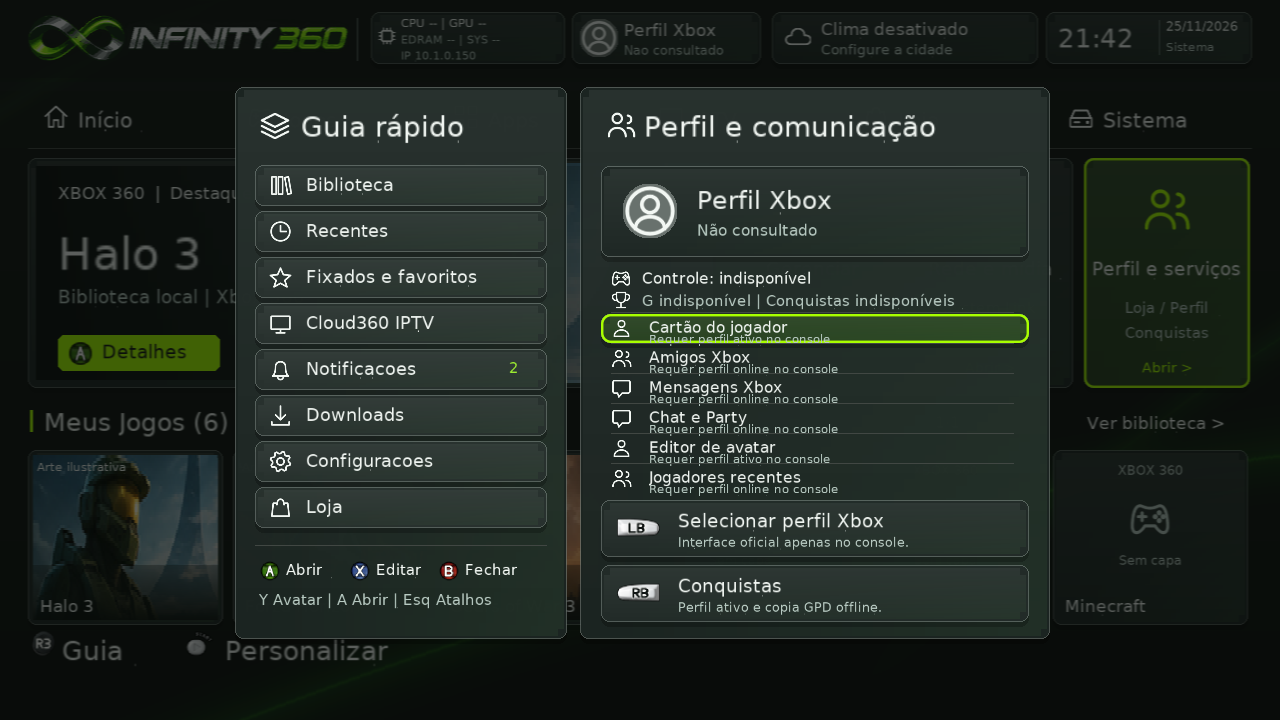 INFINITY 360
CPU -- | GPU --
EDRAM -- | SYS --
IP 10.1.0.150
Perfil Xbox
Nao consultado
Clima desativado
Configure a cidade
21:42
25/11/2026
Sistema
Início
Sistema
Guia rápido
Biblioteca
Recentes
Fixados e favoritos
Cloud360 IPTV
Notificacoes
2
Downloads
Configuracoes
Loja
A Abrir
X Editar
B Fechar
Y Avatar | A Abrir | Esq Atalhos
Perfil e comunicação
Perfil Xbox
Não consultado
Controle: indisponível
G indisponível | Conquistas indisponíveis
Cartão do jogador
Requer perfil ativo no console
Amigos Xbox
Requer perfil online no console
Mensagens Xbox
Requer perfil online no console
Chat e Party
Requer perfil online no console
Editor de avatar
Requer perfil ativo no console
Jogadores recentes
Requer perfil online no console
LB
Selecionar perfil Xbox
Interface oficial apenas no console.
RB
Conquistas
Perfil ativo e copia GPD offline.
XBOX 360 |
Halo 3
Biblioteca local |
A Detalhes
Perfil e serviços
Loja / Perfil
Conquistas
Abrir >
Meus Jogos (6)
Ver biblioteca >
Arte ilustrativa
Halo 3
3
XBOX 360
Sem capa
Minecraft
R3 Guia
Personalizar